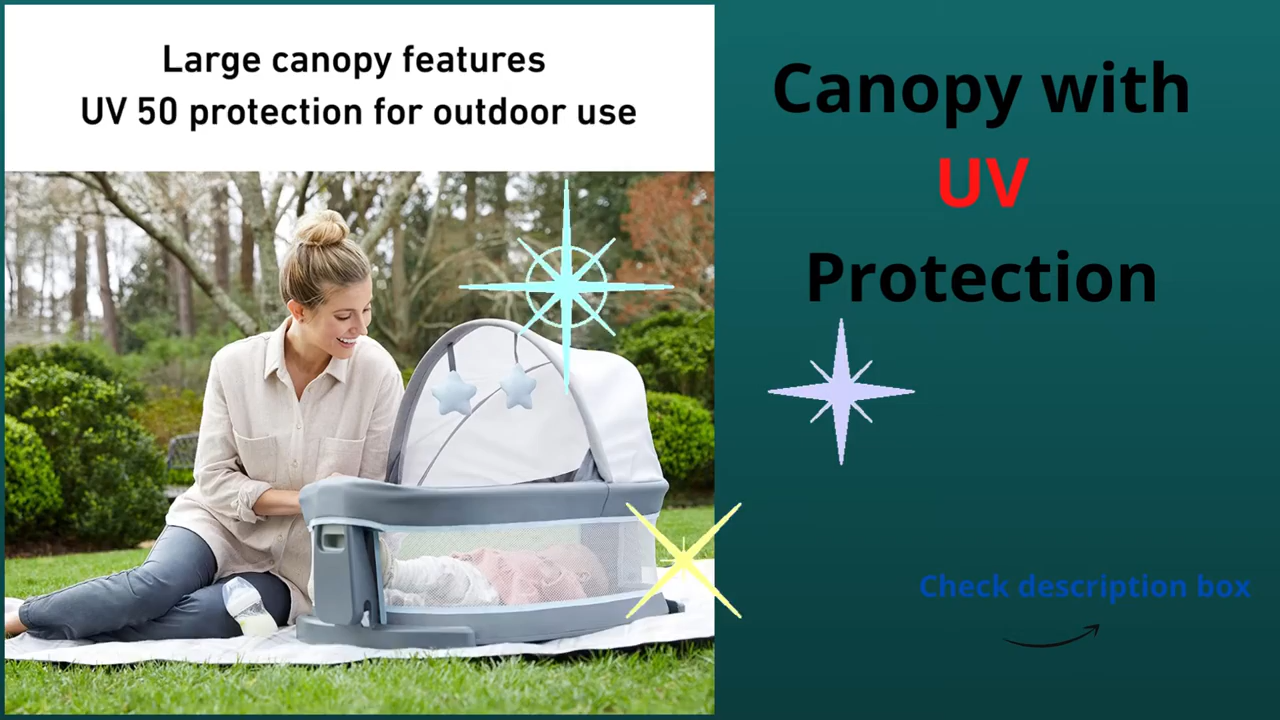 Large canopy features
UV 50 protection for outdoor use
Canopy with
UV
Protection
Check description box